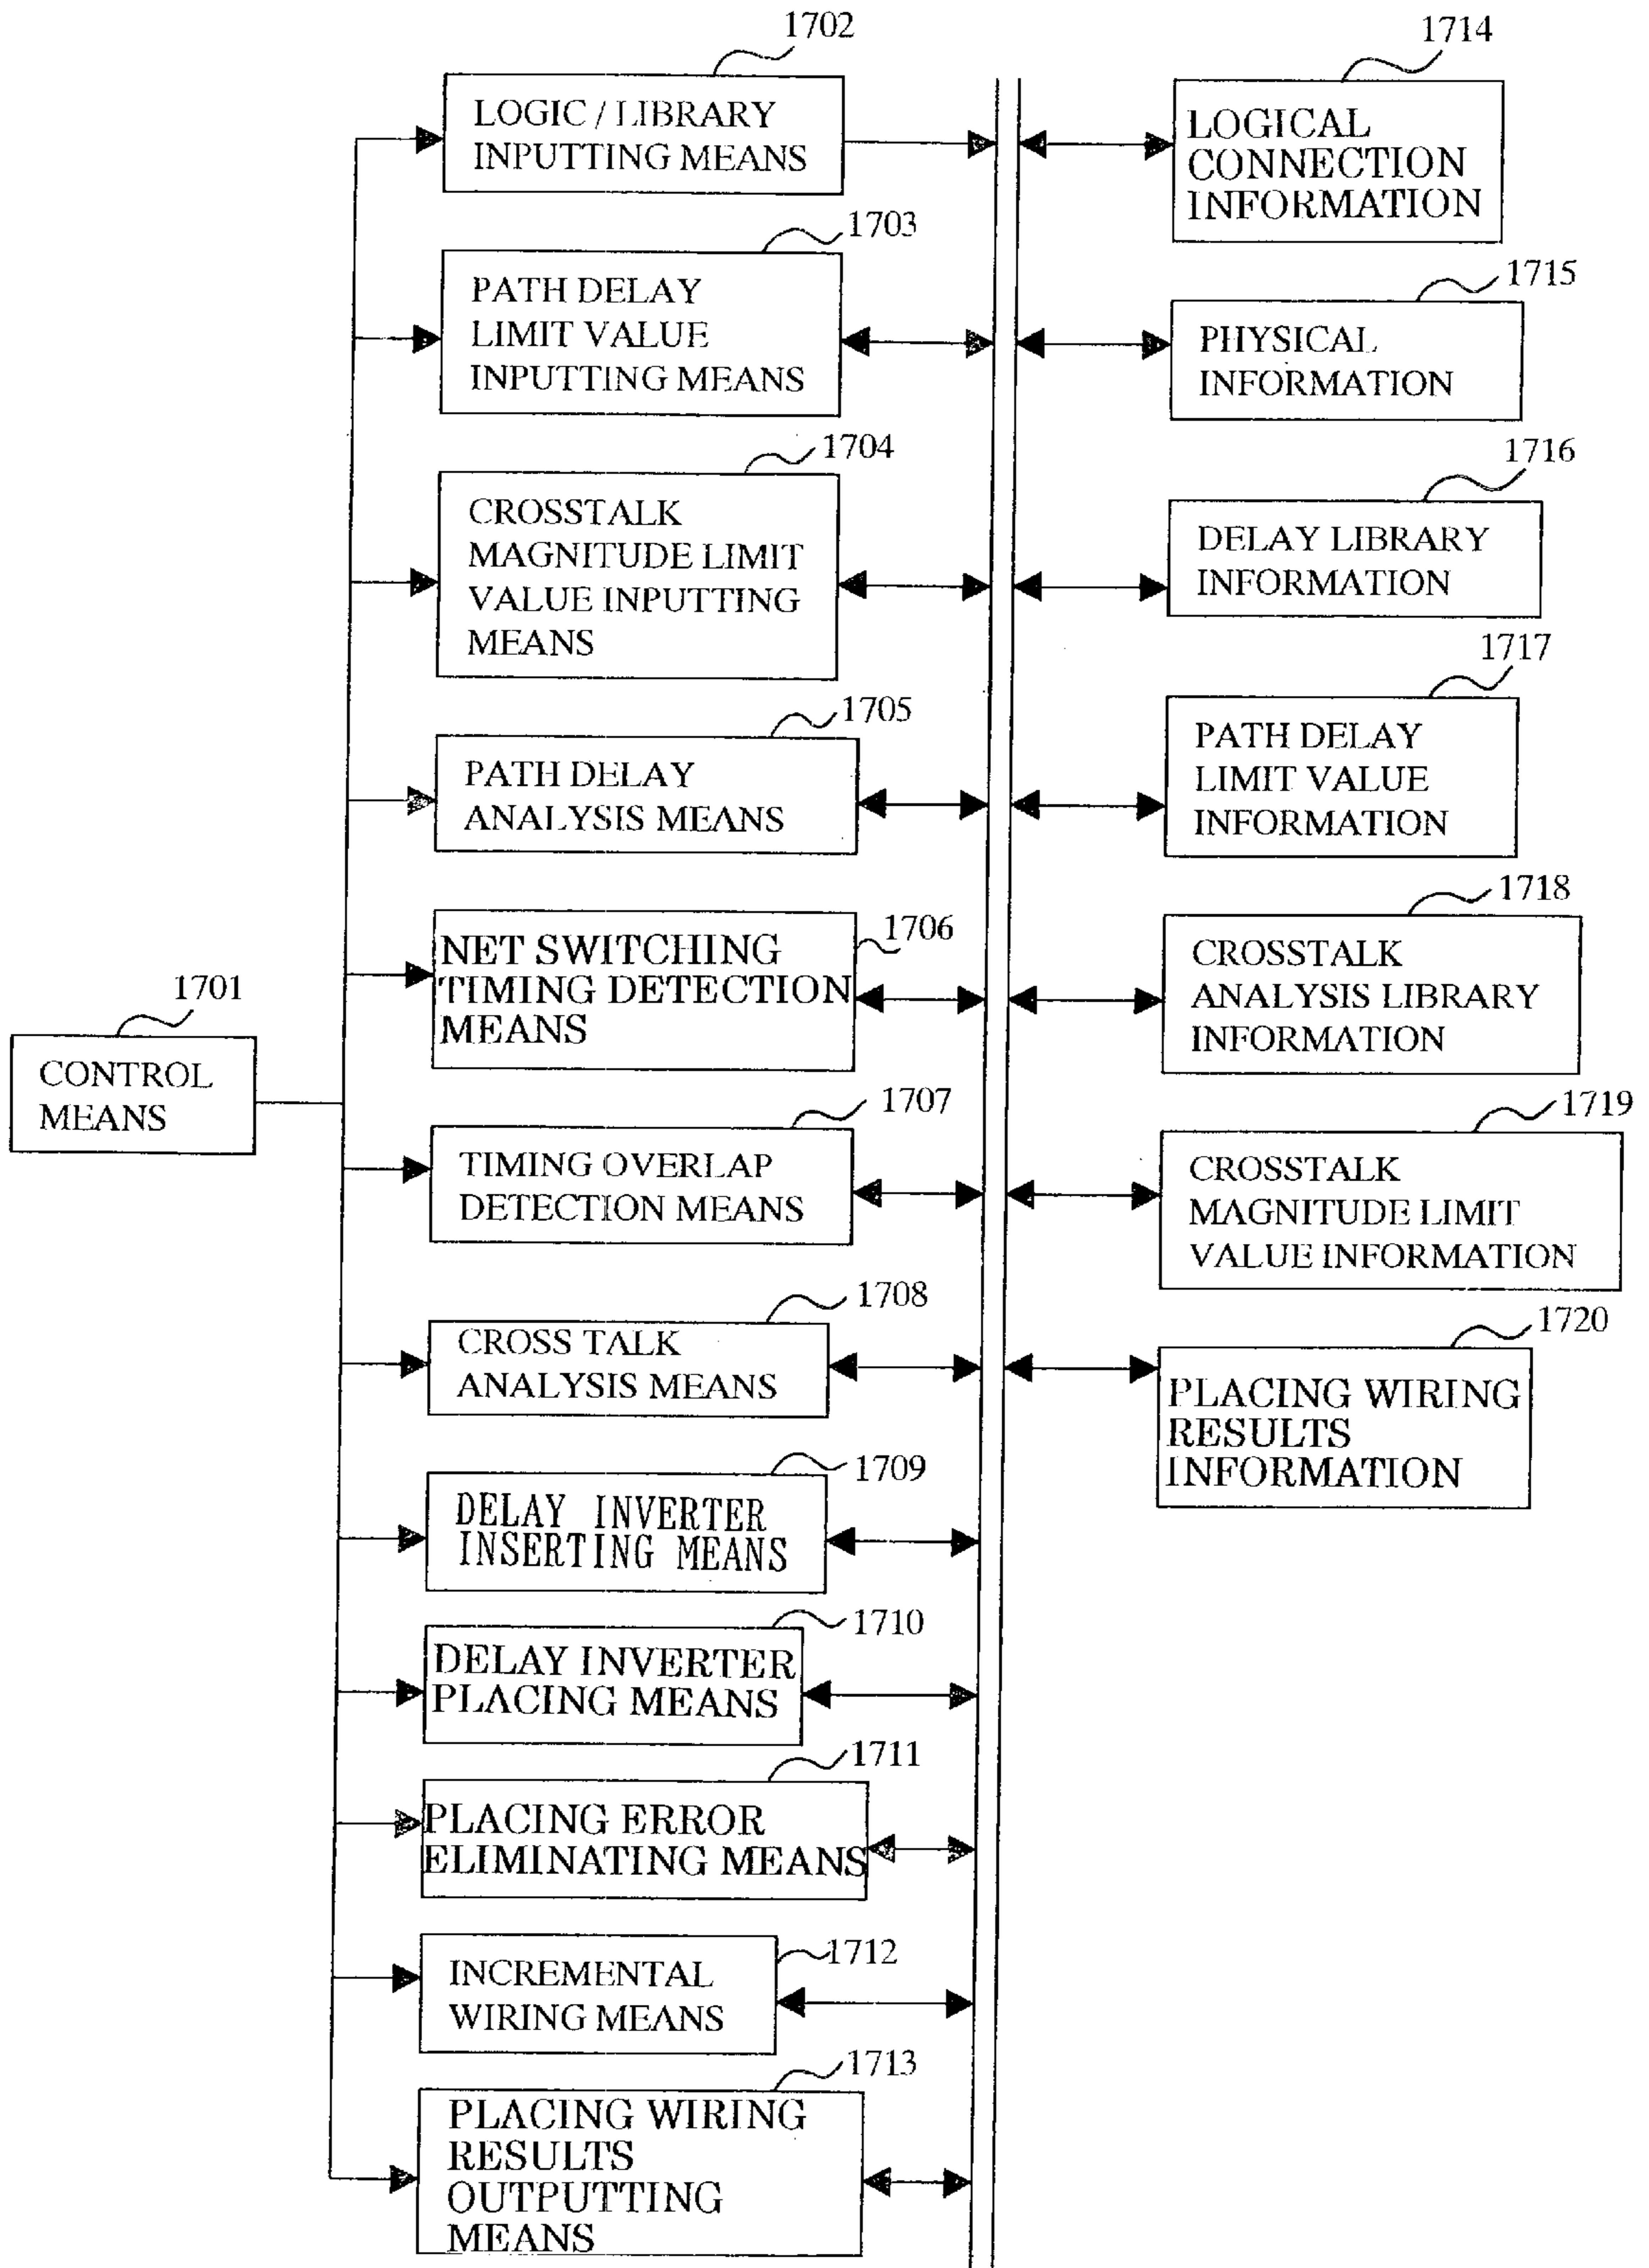 1702
LOGIC / LIBRARY
INPUTTING MEANS
1703
PATH DELAY
LIMIT VALUE
INPUTTING MEANS
1704
CROSSTALK
MAGNITUDE LIMIT
VALUE INPUTTING
MEANS
1705
PATH DELAY
ANALYSIS MEANS
1706
NET SWITCHING
TIMING DETECTION
MEANS
1701
CONTROL
MEANS
1707
TIMING OVERLAP
DETECTION MEANS
1708
CROSS TALK
ANALYSIS MEANS
1709
DELAY INVERTER
INSERTING MEANS
1710
DELAY INVERTER
PLACING MEANS
1711
PLACING ERROR
ELIMINATING MEANS
1712
INCREMENTAL
WIRING MEANS
1713
PLACING WIRING
RESULTS
OUTPUTTING
MEANS
1714
LOGICAL
CONNECTION
INFORMATION
1715
PHYSICAL
INFORMATION
1716
DELAY LIBRARY
INFORMATION
1717
PATH DELAY
LIMIT VALUE
INFORMATION
1718
CROSSTALK
ANALYSIS LIBRARY
INFORMATION
1719
CROSSTALK
MAGNITUDE LIMIT
VALUE INFORMATION
1720
PLACING WIRING
RESULTS
INFORMATION